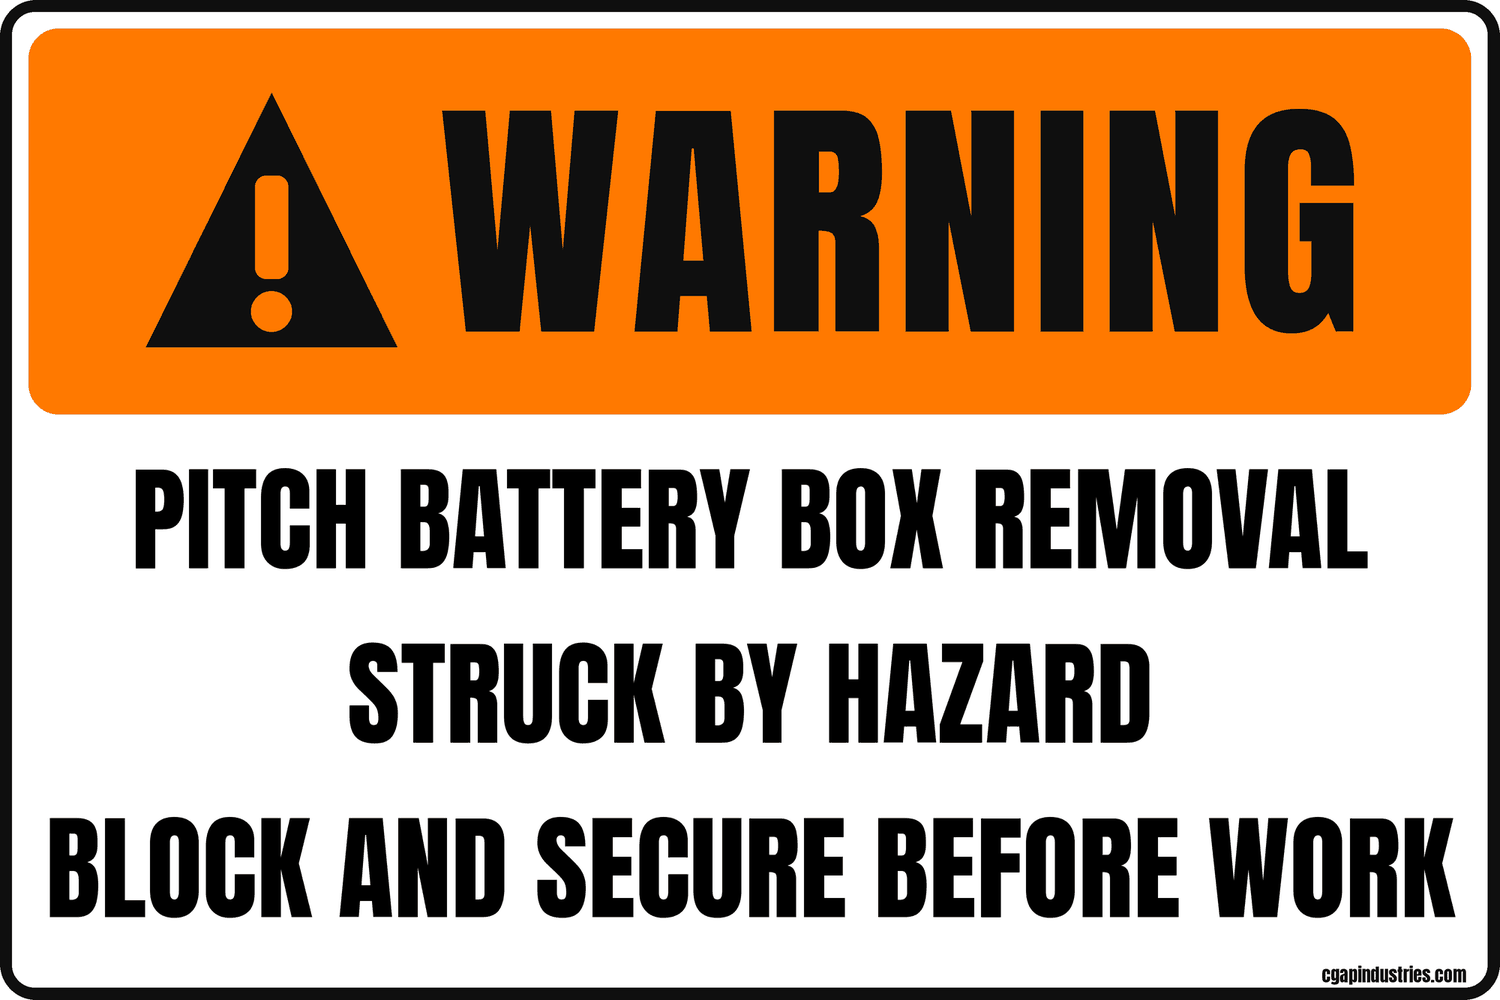 WARNING
PITCH BATTERY BOX REMOVAL
STRUCK BY HAZARD
BLOCK AND SECURE BEFORE WORK
cgapindustries.com